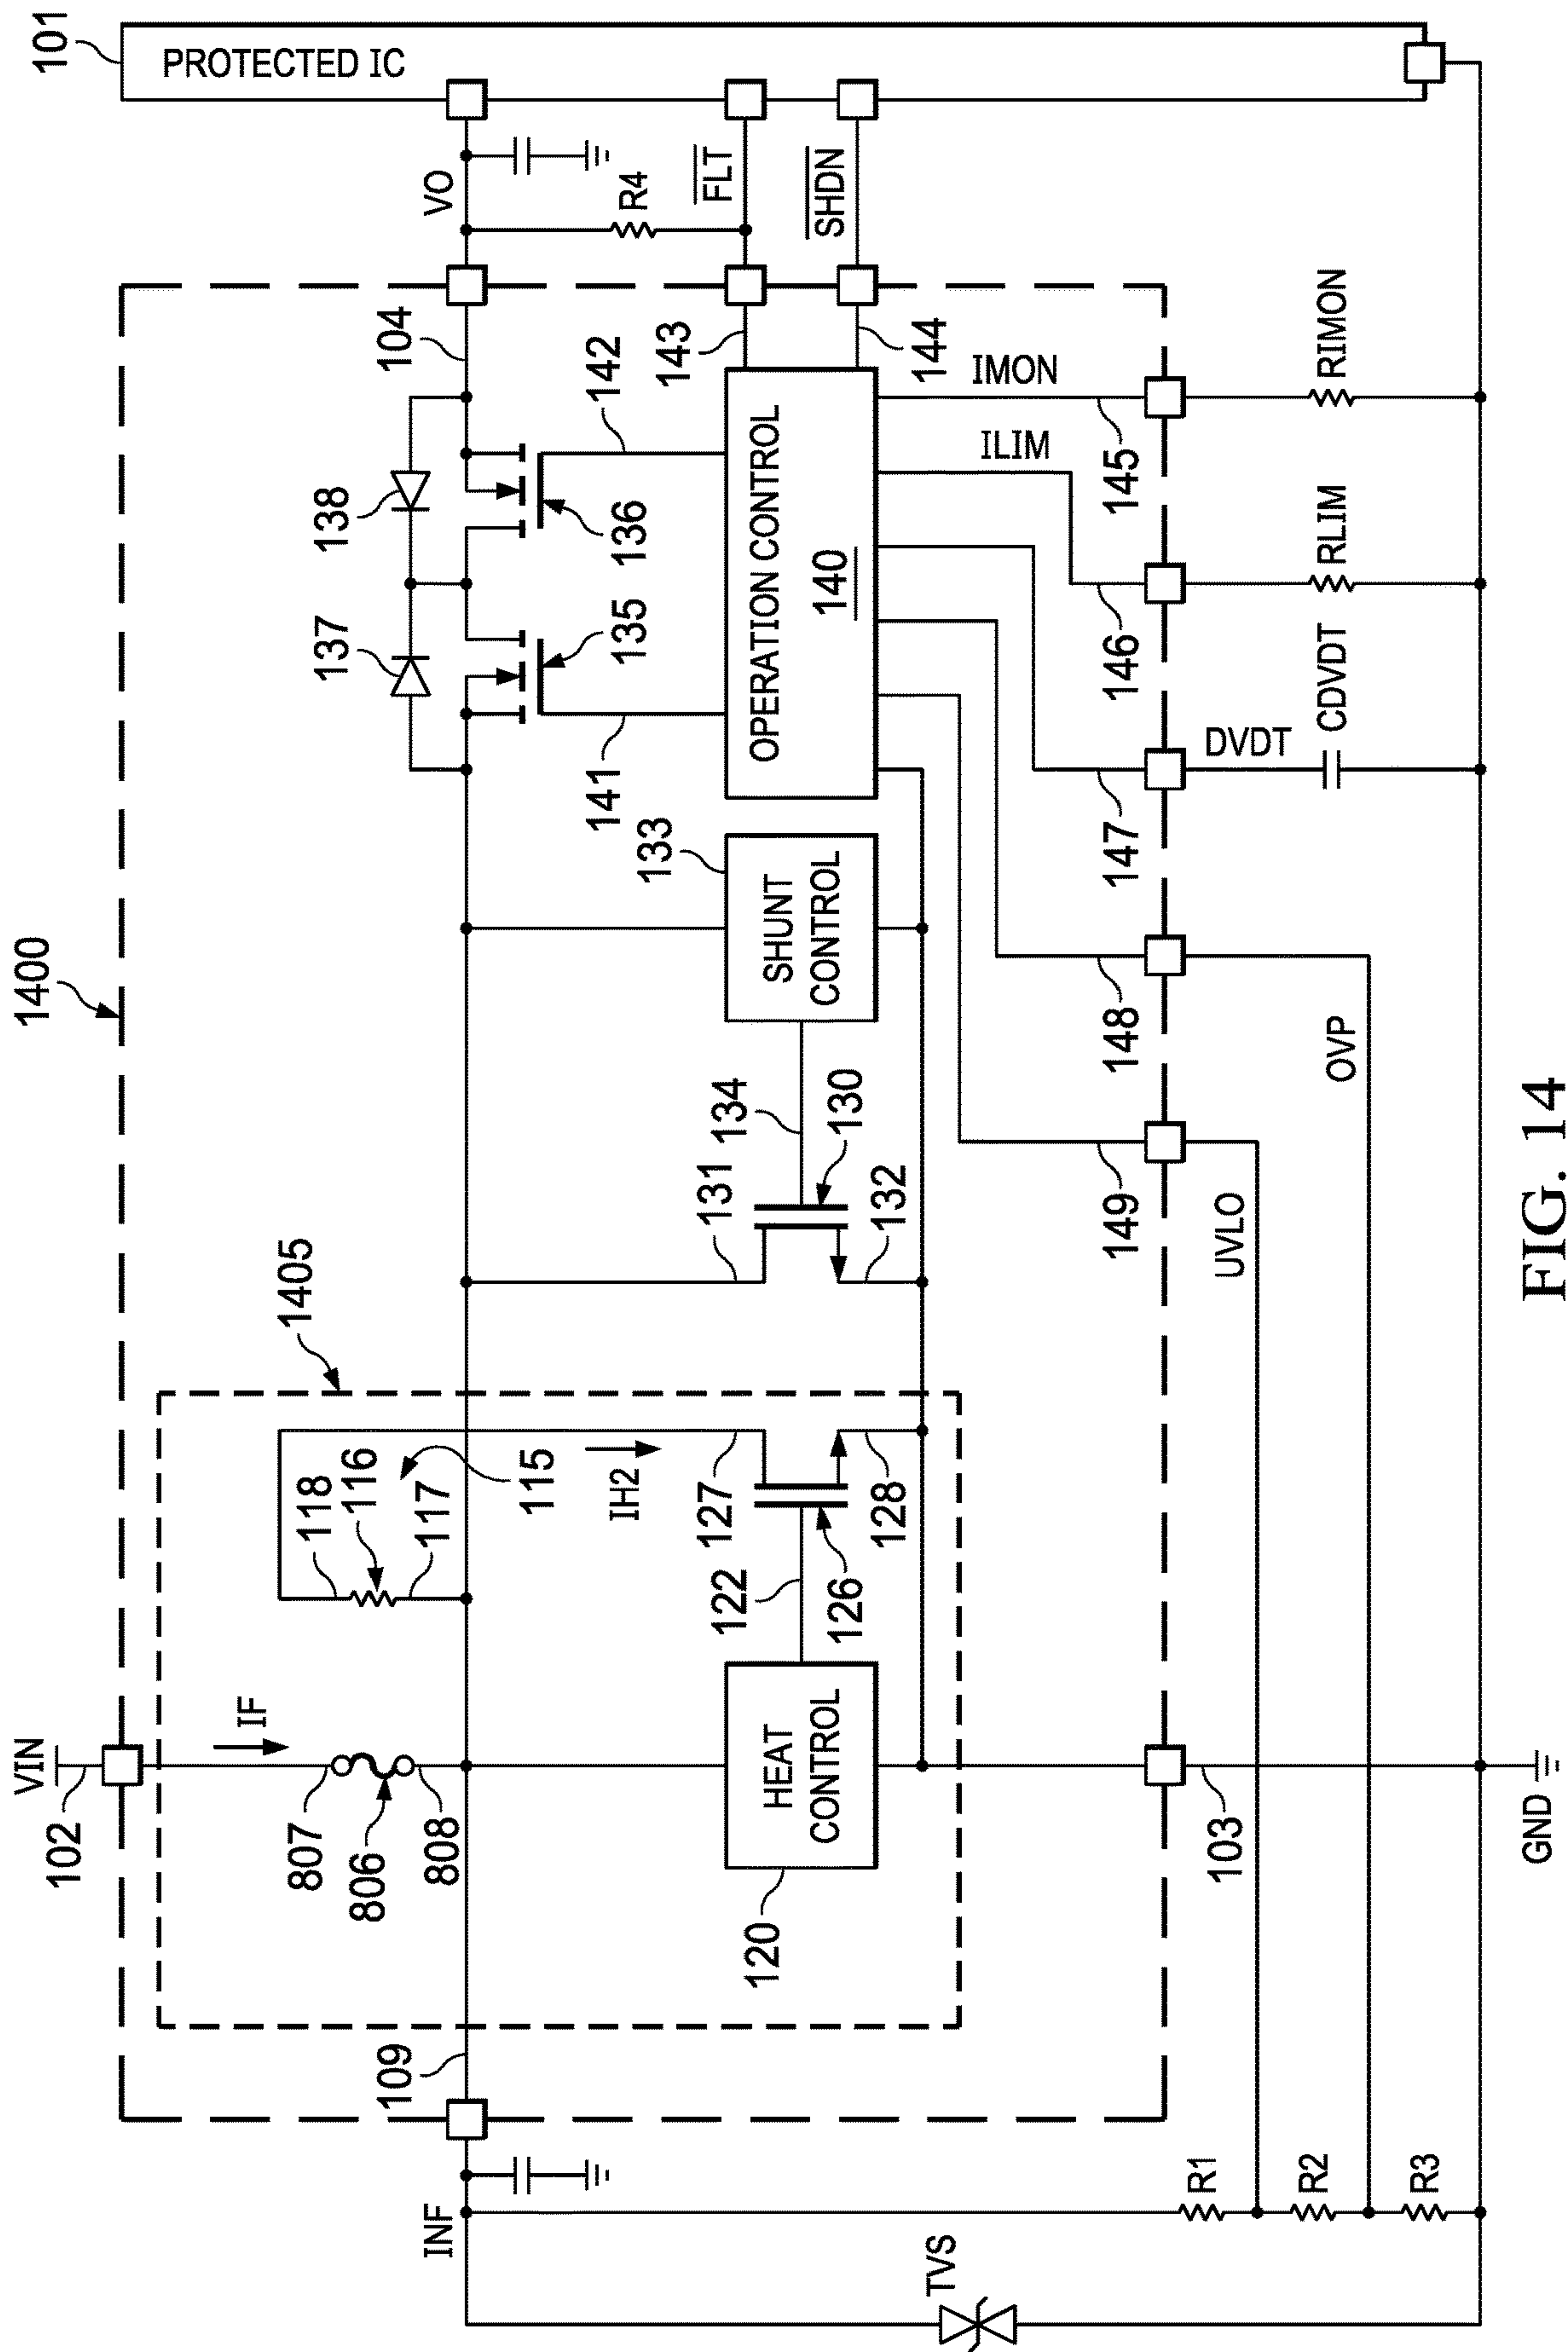 1400
VIN
102
101
PROTECTED IC
1405
IF
807
806
808
118
116
117
115
IH2
137
138
104
VO
109
INF
127
122
126
128
131
134
130
132
133
SHUNT
CONTROL
141
135
136
142
143
R4
FLT
SHDN
144
HEAT
CONTROL
120
OPERATION CONTROL
140
IMON
ILIM
149
148
147
146
145
TVS
103
UVLO
OVP
DVDT
CDVDT
RLIM
RIMON
R1
R2
R3
GND
FIG. 14